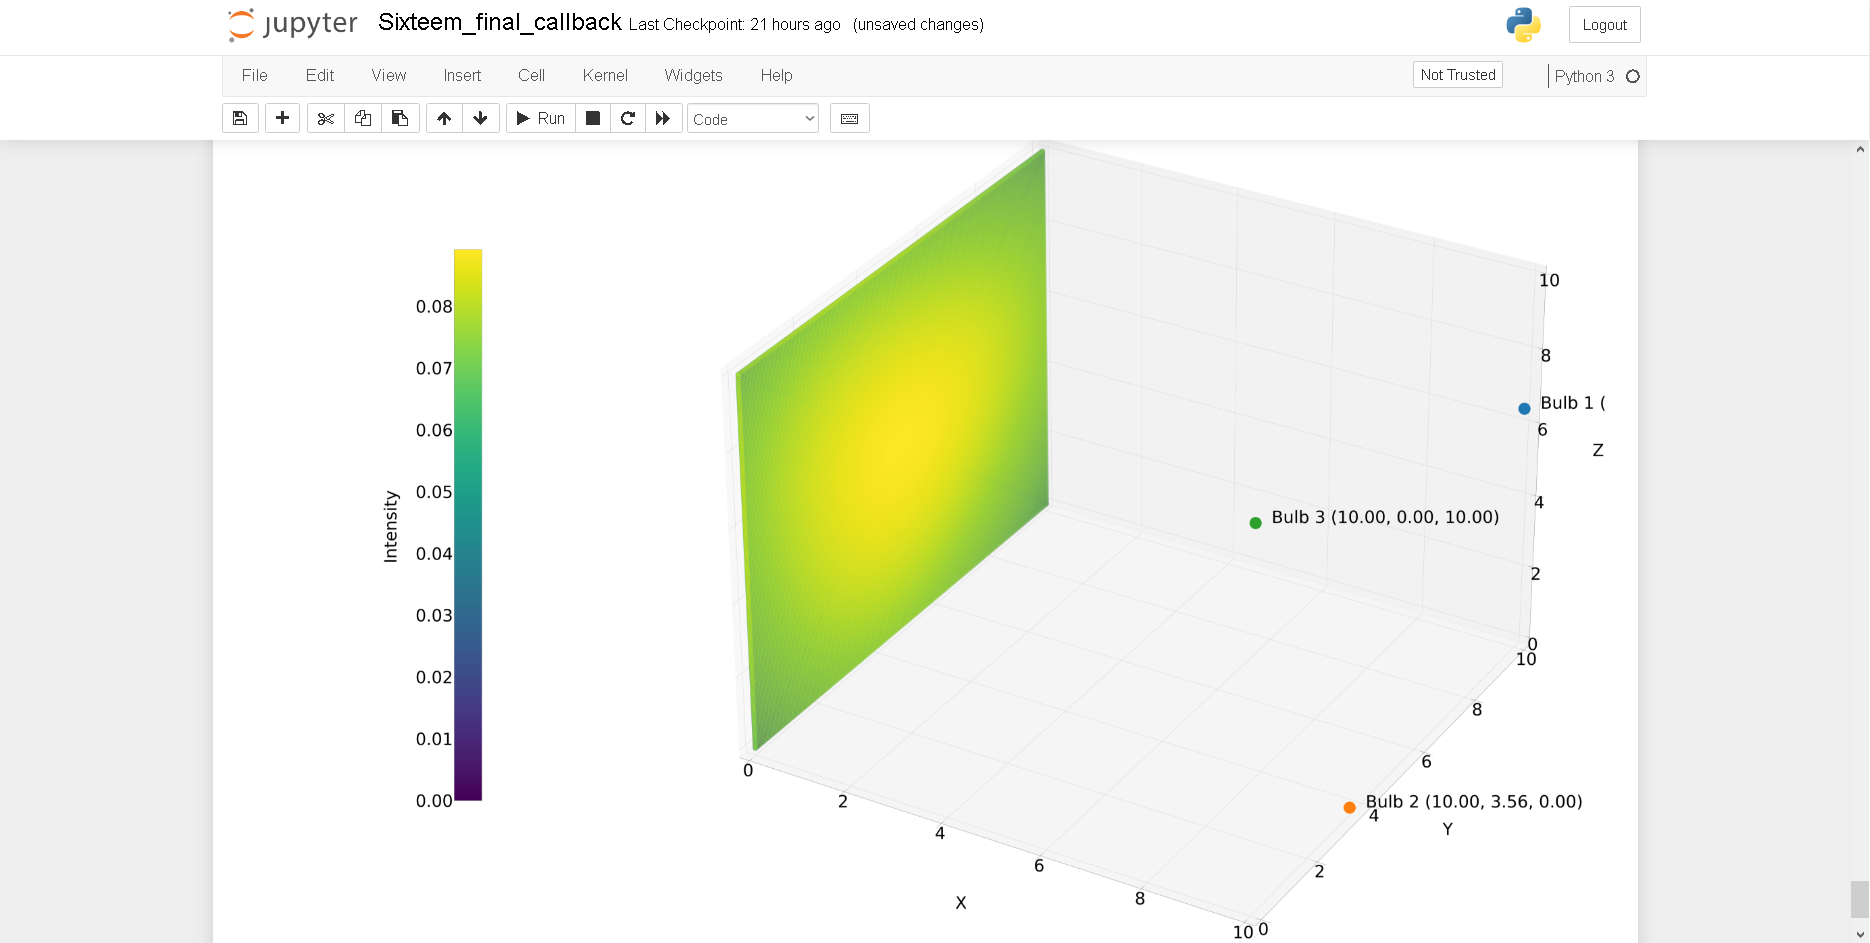 jupyter Sixteem_final_callback Last Checkpoint: 21 hours ago (unsaved changes)
Logout
File Edit View Insert Cell Kernel Widgets Help
Not Trusted
Python 3
Run
Code
Intensity
0.08
0.07
0.06
0.05
0.04
0.03
0.02
0.01
0.00
10
8
6
4
2
0
Z
Bulb 1 (
Bulb 3 (10.00, 0.00, 10.00)
Bulb 2 (10.00, 3.56, 0.00)
10
8
6
4
2
0
Y
0
2
4
6
8
10
X